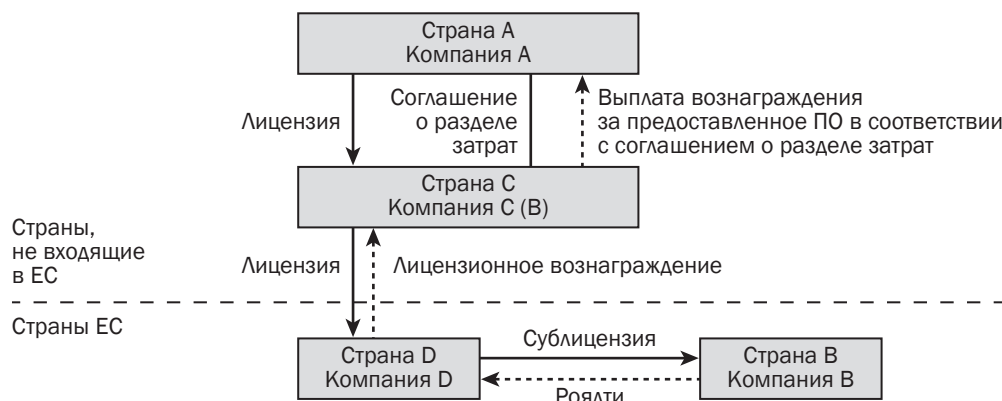 Страна A
Компания A
Лицензия
Соглашение
о разделе
затрат
Выплата вознаграждения
за предоставленное ПО в соответствии
с соглашением о разделе затрат
Страна C
Компания C (B)
Страны,
не входящие
в ЕС
Лицензия
Лицензионное вознаграждение
Страны ЕС
Страна D
Компания D
Сублицензия
Роялти
Страна B
Компания B